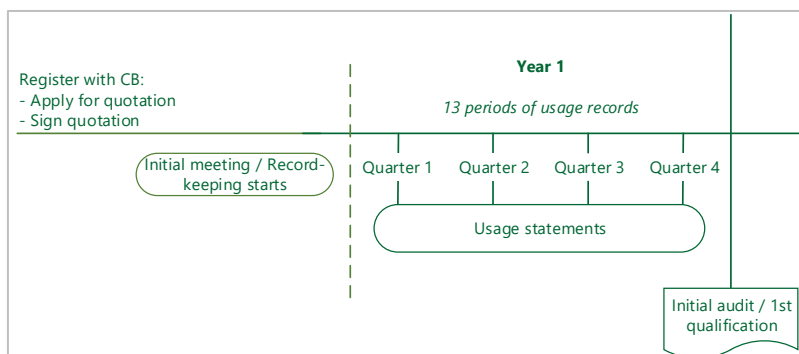 Register with CB:
- Apply for quotation
- Sign quotation
Year 1
13 periods of usage records
Initial meeting / Record-
keeping starts
Quarter 1
Quarter 2
Quarter 3
Quarter 4
Usage statements
Initial audit / 1st
qualification